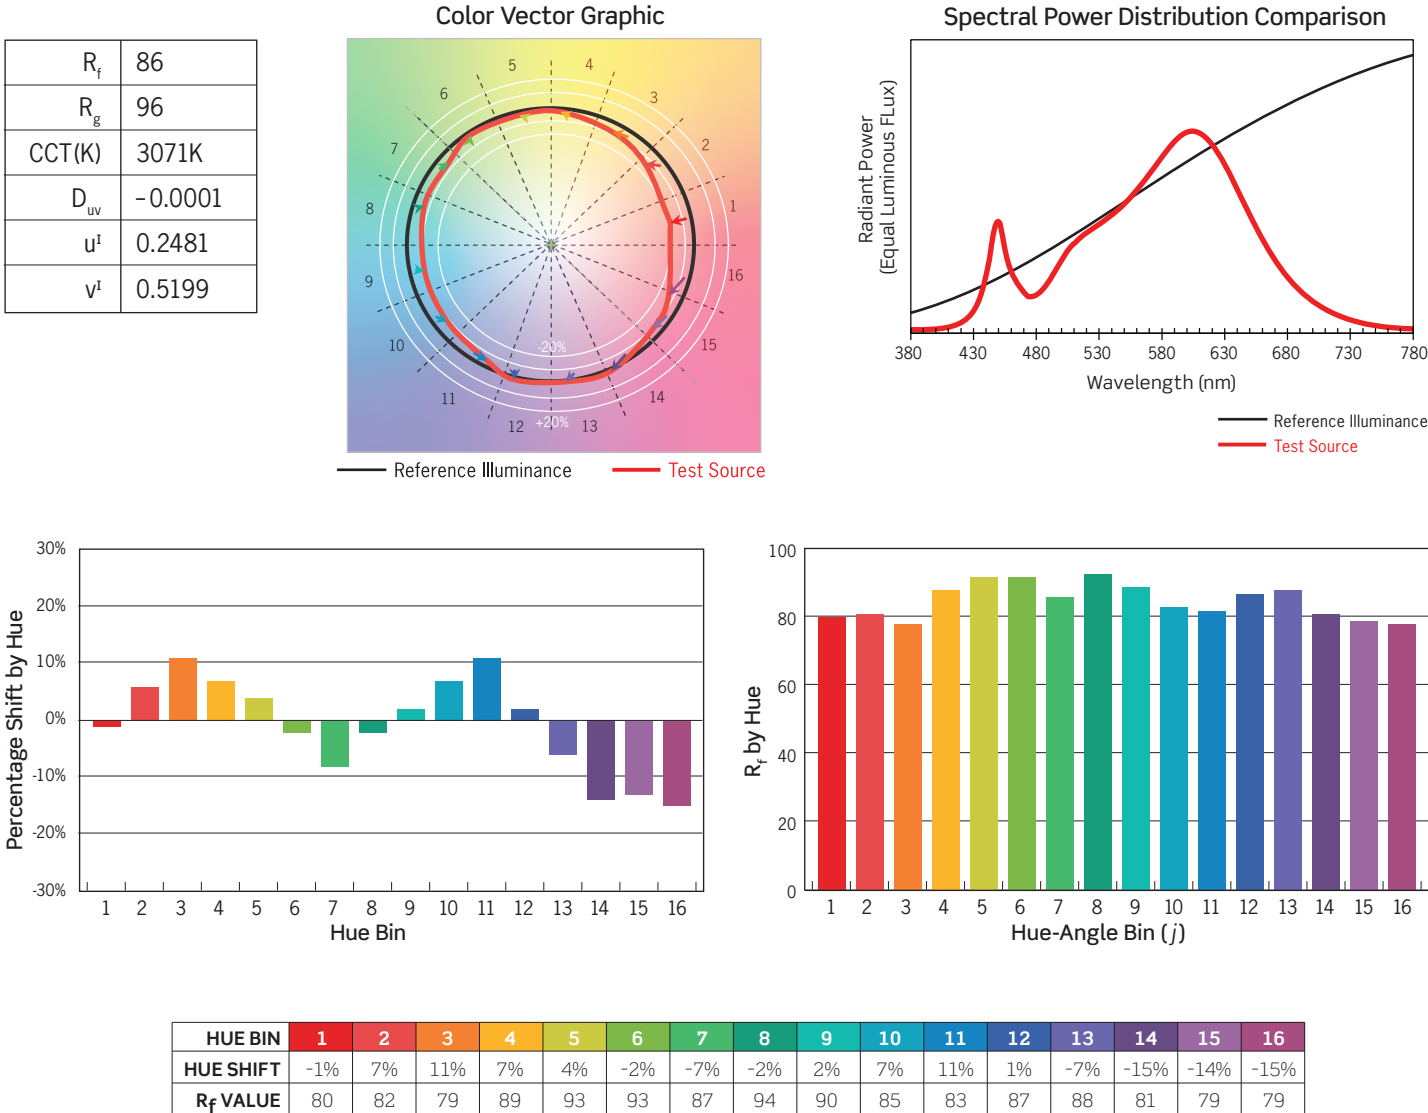 Color Vector Graphic
Spectral Power Distribution Comparison
Rf 86
Rg 96
CCT(K) 3071K
Duv -0.0001
uI 0.2481
vI 0.5199
5 4
6 3
7 2
8 1
9 16
10 15
11 14
12 13
-20%
+20%
Reference Illuminance Test Source
Radiant Power
(Equal Luminous FLux)
380 430 480 530 580 630 680 730 780
Wavelength (nm)
Reference Illuminance
Test Source
Percentage Shift by Hue
30%
20%
10%
0%
-10%
-20%
-30%
1 2 3 4 5 6 7 8 9 10 11 12 13 14 15 16
Hue Bin
Rf by Hue
100
80
60
40
20
0
1 2 3 4 5 6 7 8 9 10 11 12 13 14 15 16
Hue-Angle Bin (j)
HUE BIN 1 2 3 4 5 6 7 8 9 10 11 12 13 14 15 16
HUE SHIFT -1% 7% 11% 7% 4% -2% -7% -2% 2% 7% 11% 1% -7% -15% -14% -15%
Rf VALUE 80 82 79 89 93 93 87 94 90 85 83 87 88 81 79 79